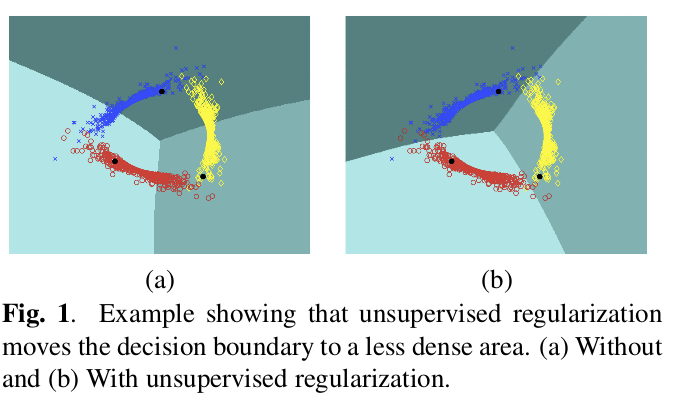 (a)
(b)
Fig. 1. Example showing that unsupervised regularization
moves the decision boundary to a less dense area. (a) Without
and (b) With unsupervised regularization.